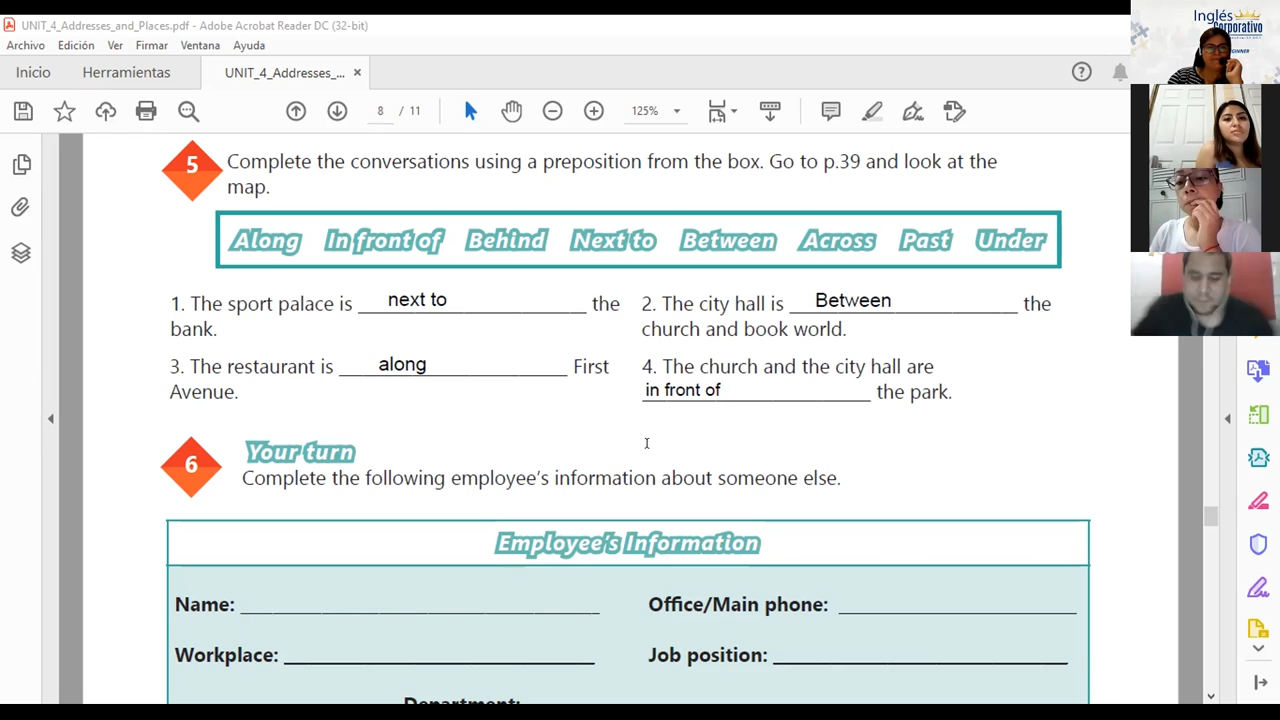 UNIT_4_Addresses_and_Places.pdf - Adobe Acrobat Reader DC (32-bit)
Archivo Edición Ver Firmar Ventana Ayuda
Inicio Herramientas UNIT_4_Addresses_... ×
8 / 11 125%
Inglés
Corporativo
5 Complete the conversations using a preposition from the box. Go to p.39 and look at the
map.
Along In front of Behind Next to Between Across Past Under
1. The sport palace is next to the
bank.
2. The city hall is Between the
church and book world.
3. The restaurant is along First
Avenue.
4. The church and the city hall are
in front of the park.
6 Your turn
Complete the following employee's information about someone else.
Employee's Information
Name: Office/Main phone:
Workplace: Job position:
Department: